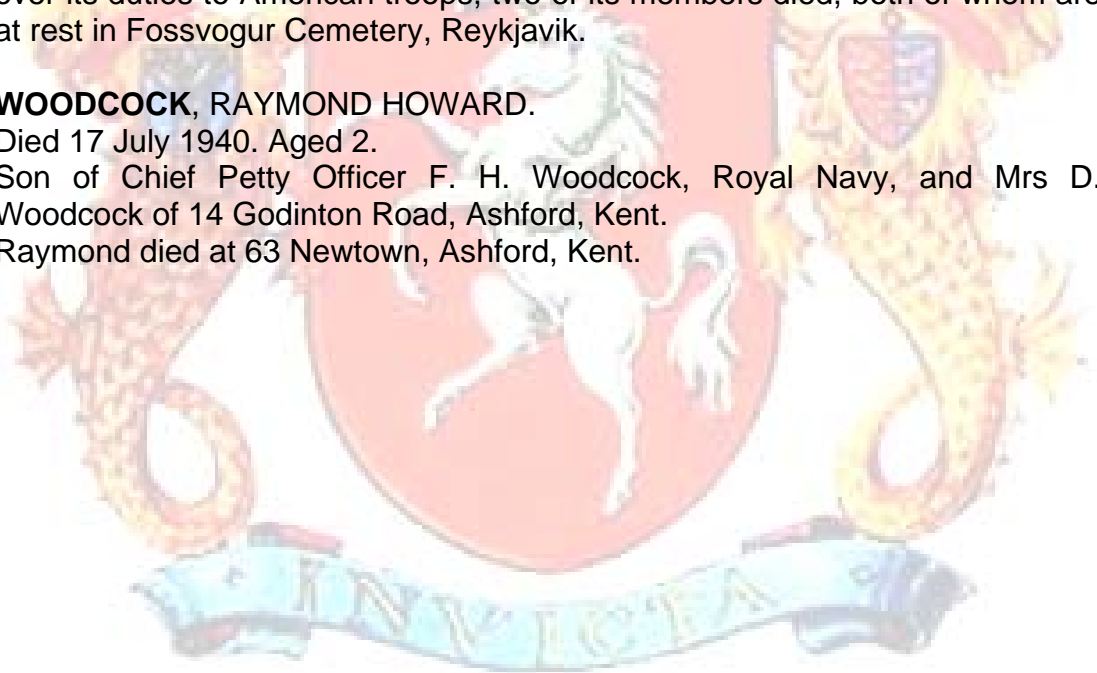 over its duties to American troops, two of its members died, both of whom are
at rest in Fossvogur Cemetery, Reykjavik.
WOODCOCK, RAYMOND HOWARD.
Died 17 July 1940. Aged 2.
Son of Chief Petty Officer F. H. Woodcock, Royal Navy, and Mrs D.
Woodcock of 14 Godinton Road, Ashford, Kent.
Raymond died at 63 Newtown, Ashford, Kent.
INVICTA